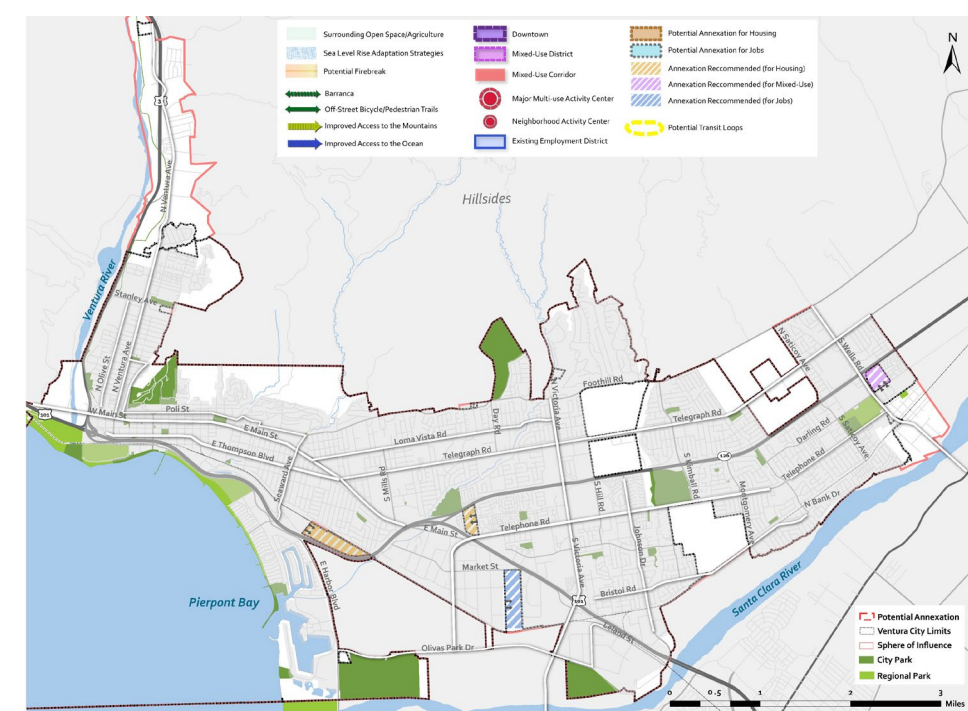 Surrounding Open Space/Agriculture
Sea Level Rise Adaptation Strategies
Potential Firebreak
Barranca
Off-Street Bicycle/Pedestrian Trails
Improved Access to the Mountains
Improved Access to the Ocean
Downtown
Mixed-Use District
Mixed-Use Corridor
Major Multi-use Activity Center
Neighborhood Activity Center
Existing Employment District
Potential Annexation for Housing
Potential Annexation for Jobs
Annexation Reccommended (for Housing)
Annexation Reccommended (for Mixed-Use)
Annexation Reccommended (for Jobs)
Potential Transit Loops
N
Hillsides
N Ventura Ave
Ventura River
Stanley Ave
N Olive St
N Ventura Ave
101
W Main St
Poli St
E Main St
E Thompson Blvd
Seaward Ave
Loma Vista Rd
Telegraph Rd
S Mills Rd
Day Rd
N Victoria Ave
Foothill Rd
Telegraph Rd
N Saticoy Ave
S Wells Rd
Darling Rd
S Saticoy Ave
Telephone Rd
126
S Kimball Rd
Montgomery Ave
N Bank Dr
S Hill Rd
Johnson Dr
E Main St
Telephone Rd
Market St
S Victoria Ave
Bristol Rd
101
Leland St
E Harbor Blvd
Olivas Park Dr
Pierpont Bay
Santa Clara River
Potential Annexation
Ventura City Limits
Sphere of Influence
City Park
Regional Park
0 0.5 1 2 3
Miles